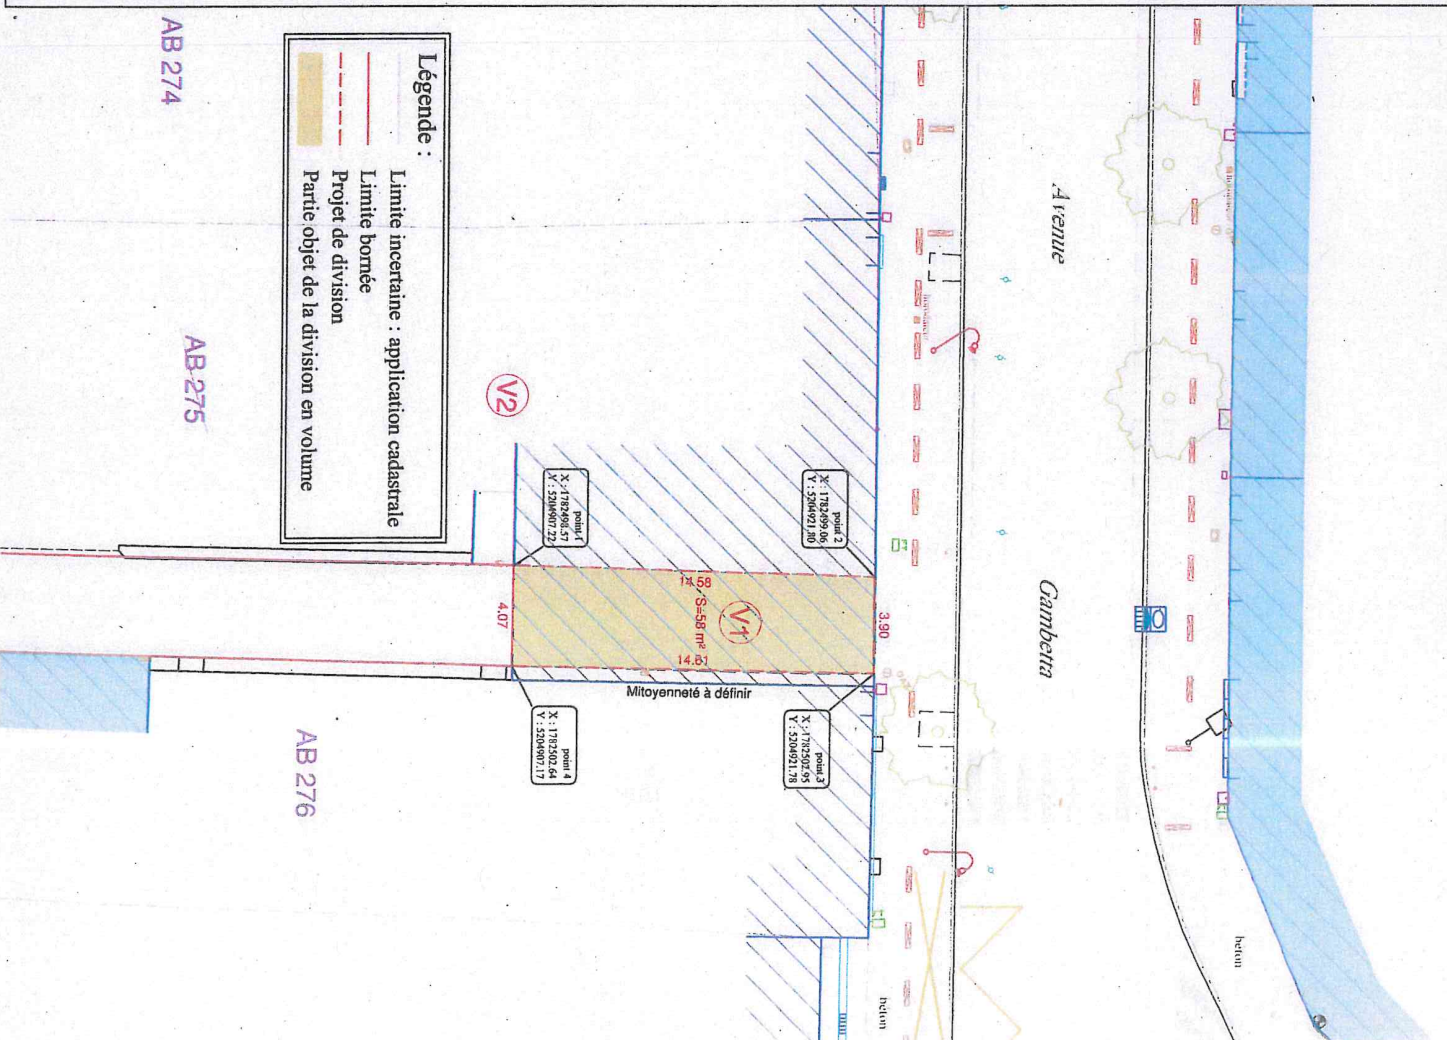 AB 274
Légende :
Limite incertaine : application cadastrale
Limite bornée
Projet de division
Partie objet de la division en volume
AB 275
V2
Avenue
Gambetta
point 1
X : 1782498.57
Y : 5204907.22
point 2
X : 1782499.06
Y : 5204921.80
14.58
S=58 m²
V1
14.61
3.90
4.07
Mitoyenneté à définir
point 3
X : 1782502.95
Y : 5204921.78
point 4
X : 1782502.64
Y : 5204907.17
AB 276
béton
béton